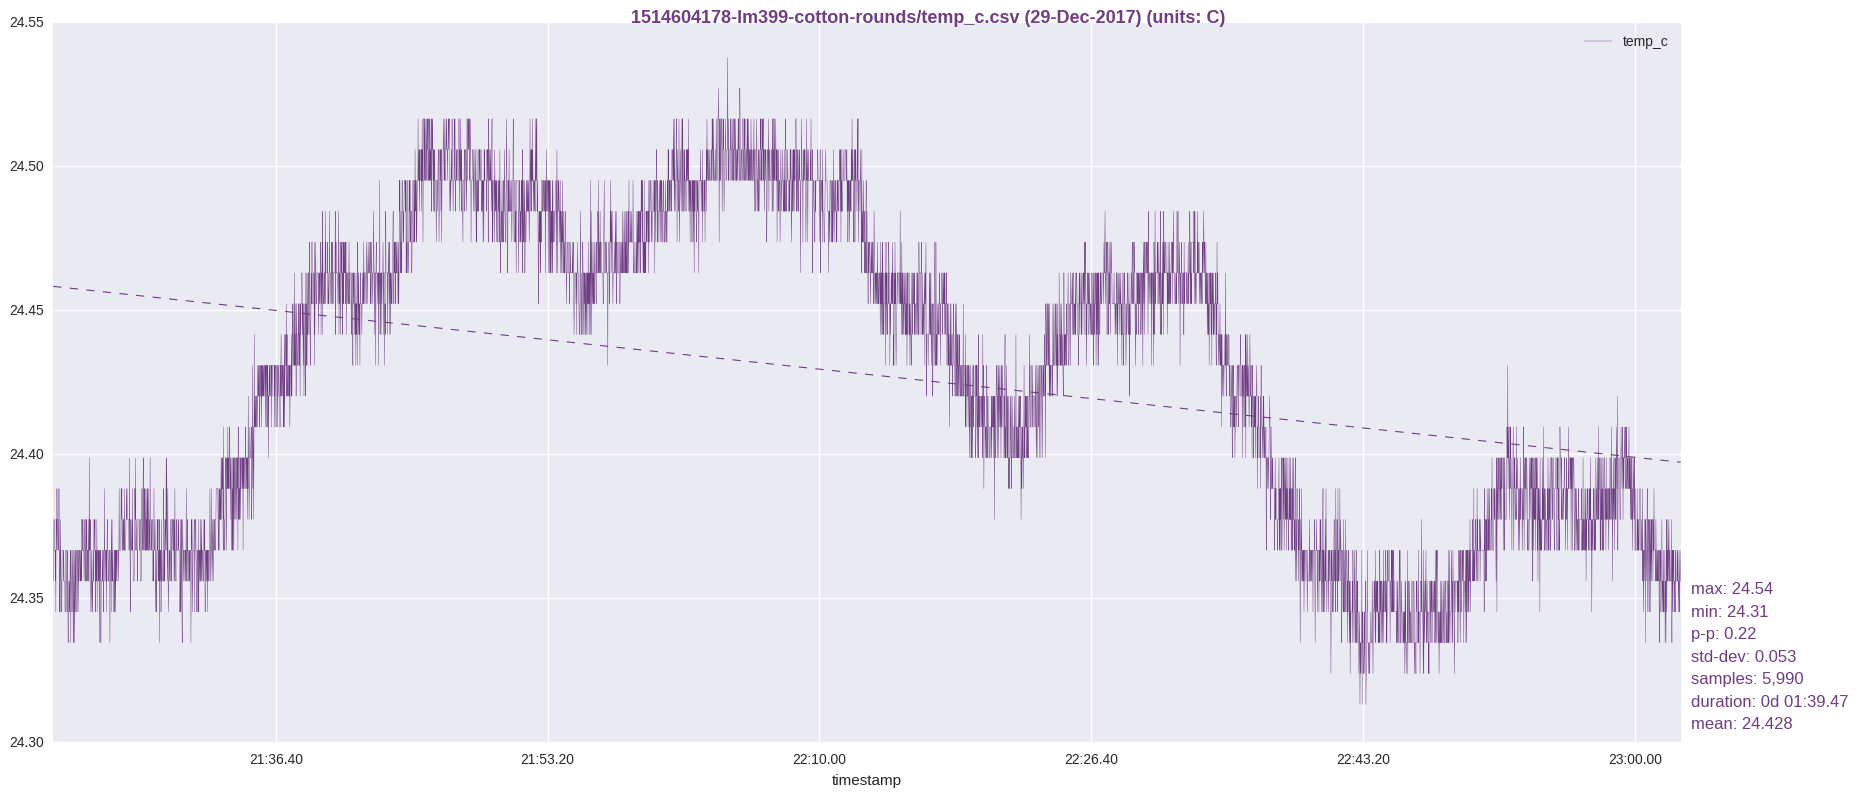 1514604178-lm399-cotton-rounds/temp_c.csv (29-Dec-2017) (units: C)
temp_c
24.55
24.50
24.45
24.40
24.35
24.30
max: 24.54
min: 24.31
p-p: 0.22
std-dev: 0.053
samples: 5,990
duration: 0d 01:39.47
mean: 24.428
21:36.40 21:53.20 22:10.00 22:26.40 22:43.20 23:00.00
timestamp